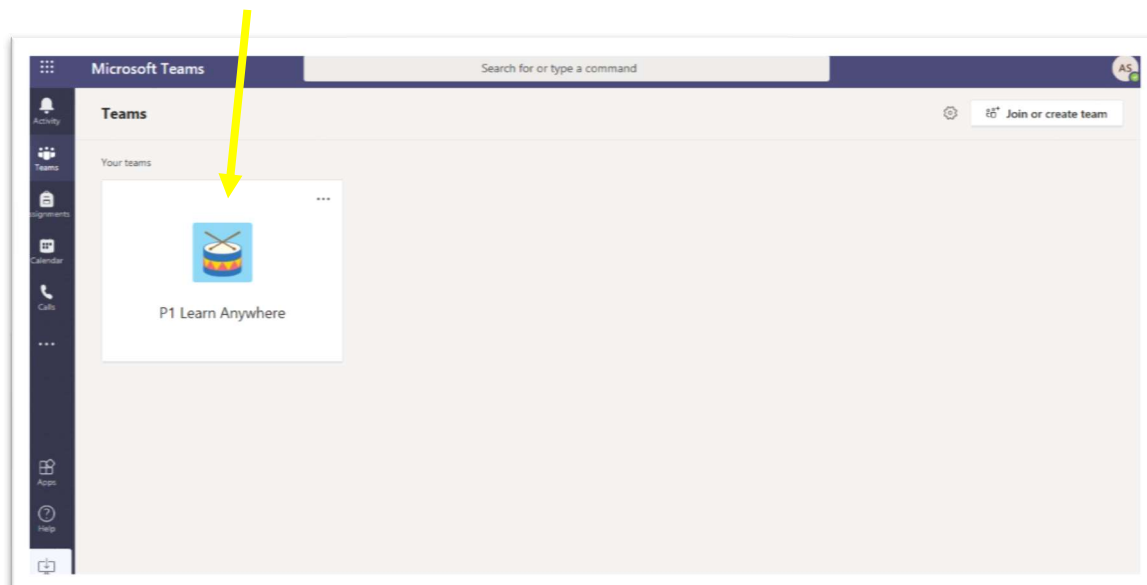 Microsoft Teams
Search for or type a command
AS
Activity
Teams
Join or create team
Teams
Your teams
ssignments
Calendar
Calls
P1 Learn Anywhere
Apps
Help